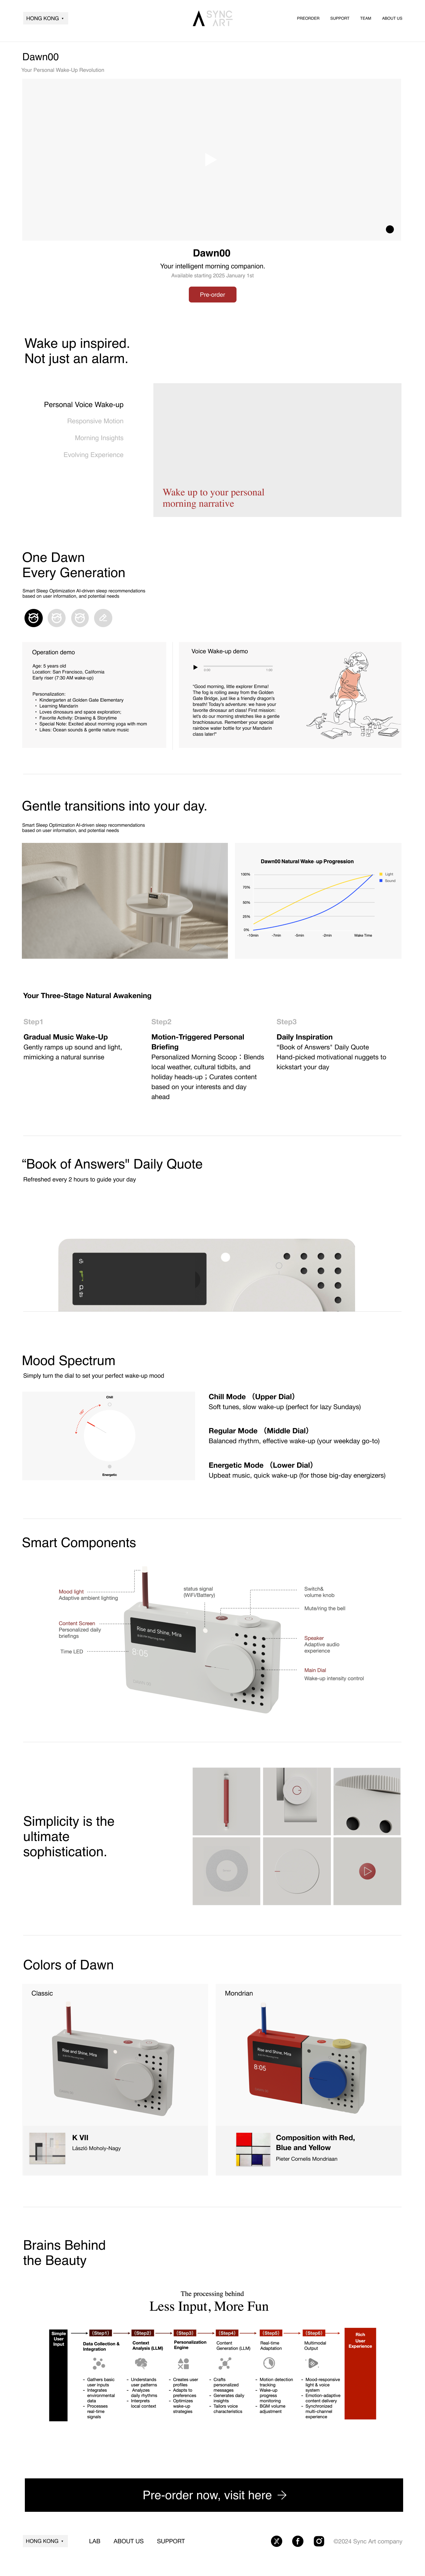 HONG KONG
SYNC
ART
PREORDER
SUPPORT
TEAM
ABOUT US
Dawn00
Your Personal Wake-Up Revolution
Dawn00
Your intelligent morning companion.
Available starting 2025 January 1st
Pre-order
Wake up inspired.
Not just an alarm.
Personal Voice Wake-up
Responsive Motion
Morning Insights
Evolving Experience
Wake up to your personal
morning narrative
One Dawn
Every Generation
Smart Sleep Optimization AI-driven sleep recommendations
based on user information, and potential needs
Operation demo
Age: 5 years old
Location: San Francisco, California
Early riser (7:30 AM wake-up)
Personalization:
• Kindergarten at Golden Gate Elementary
• Learning Mandarin
• Loves dinosaurs and space exploration;
• Favorite Activity: Drawing & Storytime
• Special Note: Excited about morning yoga with mom
• Likes: Ocean sounds & gentle nature music
Voice Wake-up demo
"Good morning, little explorer Emma!
The fog is rolling away from the Golden
Gate Bridge, just like a friendly dragon's
breath! Today's adventure: we have your
favorite dinosaur art class! First mission:
let's do our morning stretches like a gentle
brachiosaurus. Remember your special
rainbow water bottle for your Mandarin
class later!"
Gentle transitions into your day.
Smart Sleep Optimization AI-driven sleep recommendations
based on user information, and potential needs
Dawn00 Natural Wake-up Progression
100%
70%
50%
20%
0%
Light
Sound
-10min
-7min
-5min
-2min
Wake Time
Your Three-Stage Natural Awakening
Step1
Gradual Music Wake-Up
Gently ramps up sound and light,
mimicking a natural sunrise
Step2
Motion-Triggered Personal
Briefing
Personalized Morning Scoop：Blends
local weather, cultural tidbits, and
holiday heads-up；Curates content
based on your interests and day
ahead
Step3
Daily Inspiration
"Book of Answers" Daily Quote
Hand-picked motivational nuggets to
kickstart your day
“Book of Answers" Daily Quote
Refreshed every 2 hours to guide your day
Mood Spectrum
Simply turn the dial to set your perfect wake-up mood
Chill
Energetic
Chill Mode （Upper Dial）
Soft tunes, slow wake-up (perfect for lazy Sundays)
Regular Mode （Middle Dial）
Balanced rhythm, effective wake-up (your weekday go-to)
Energetic Mode （Lower Dial）
Upbeat music, quick wake-up (for those big-day energizers)
Smart Components
Mood light
Adaptive ambient lighting
Content Screen
Personalized daily
briefings
Time LED
status signal
(WiFi/Battery)
Switch&
volume knob
Mute/ring the bell
Speaker
Adaptive audio
experience
Main Dial
Wake-up intensity control
Rise and Shine, Mira
8:05
Simplicity is the
ultimate
sophistication.
Colors of Dawn
Classic
Rise and Shine, Mira
K VII
László Moholy-Nagy
Mondrian
Rise and Shine, Mira
8:05
Composition with Red,
Blue and Yellow
Pieter Cornelis Mondriaan
Brains Behind
the Beauty
The processing behind
Less Input, More Fun
Simple
User
Input
(Step1)
Data Collection &
Integration
- Gathers basic
user inputs
- Integrates
environmental
data
- Processes
real-time
signals
(Step2)
Context
Analysis (LLM)
- Understands
user patterns
- Analyzes
daily rhythms
- Interprets
local context
(Step3)
Personalization
Engine
- Creates user
profiles
- Adapts to
preferences
- Optimizes
wake-up
strategies
(Step4)
Content
Generation (LLM)
- Crafts
personalized
messages
- Generates daily
insights
- Tailors voice
characteristics
(Step5)
Real-time
Adaptation
- Motion detection
tracking
- Wake-up
progress
monitoring
- BGM volume
adjustment
(Step6)
Multimodal
Output
- Mood-responsive
light & voice
system
- Emotion-adaptive
content delivery
- Synchronized
multi-channel
experience
Rich
User
Experience
Pre-order now, visit here
HONG KONG
LAB
ABOUT US
SUPPORT
©2024 Sync Art company